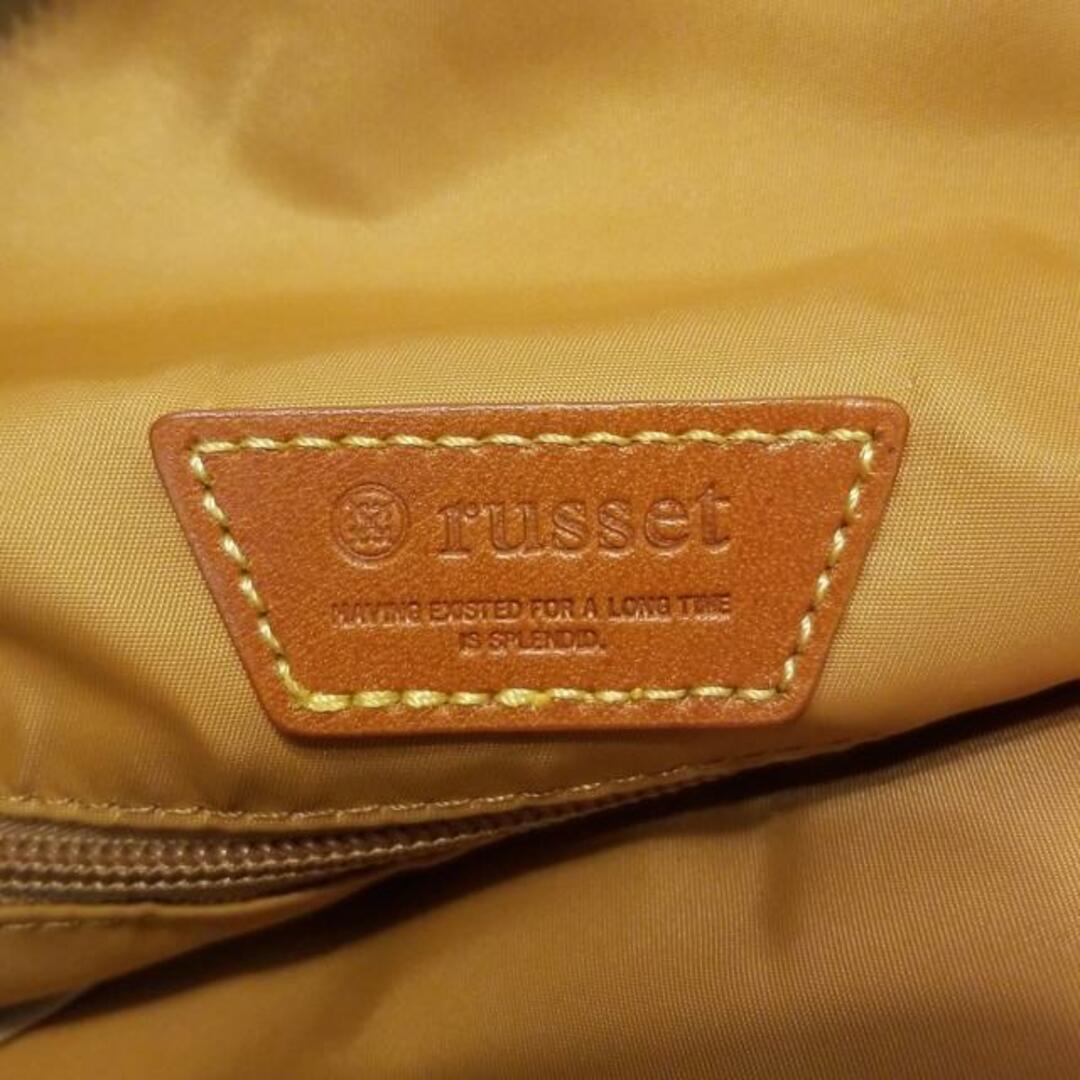 russet
HAVING EXISTED FOR A LONG TIME
IS SPLENDID.